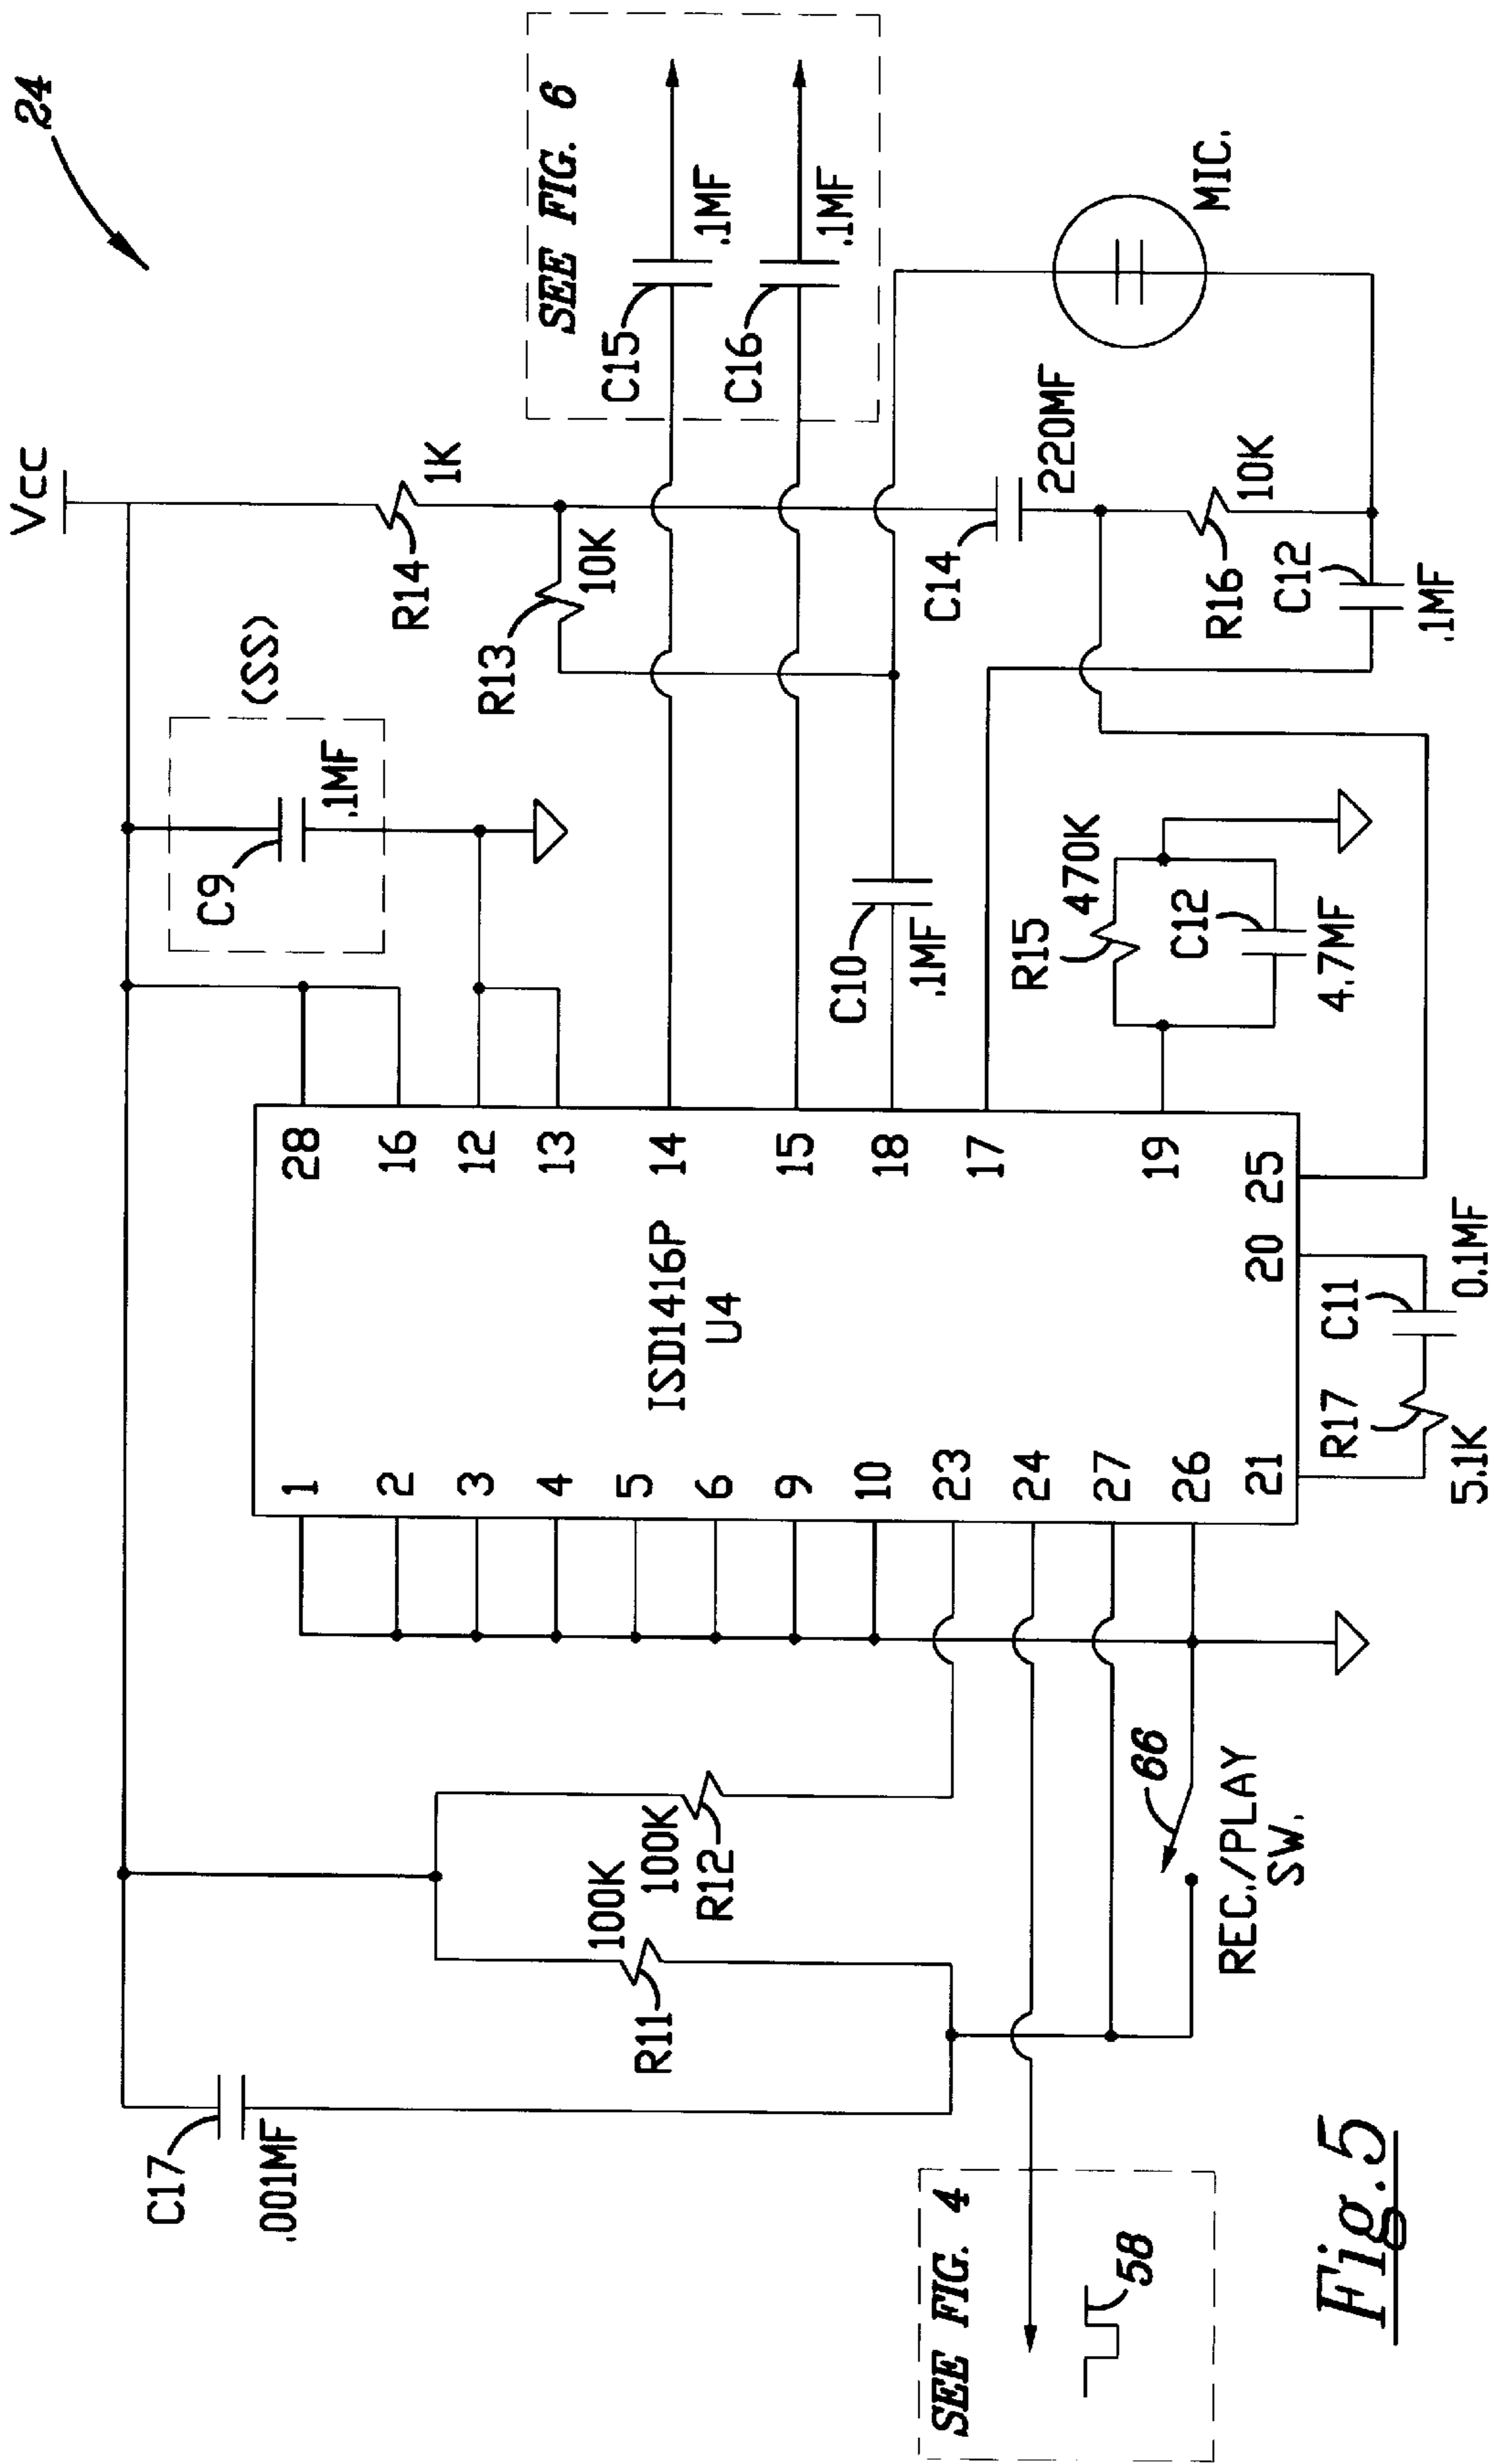 24
Vcc
(SS)
C9
.1MF
R14
1K
R13
10K
SEE FIG. 6
C15
.1MF
C16
.1MF
C17
.001MF
100K
R11
100K
R12
ISD1416P
U4
1
2
3
4
5
6
9
10
23
24
27
26
21
28
16
12
13
14
15
18
17
19
20
25
C10
.1MF
C14
220MF
MIC.
R15
470K
C12
4.7MF
R16
10K
C12
.1MF
R17
5.1K
C11
0.1MF
66
REC./PLAY
SW.
SEE FIG. 4
58
Fig.5